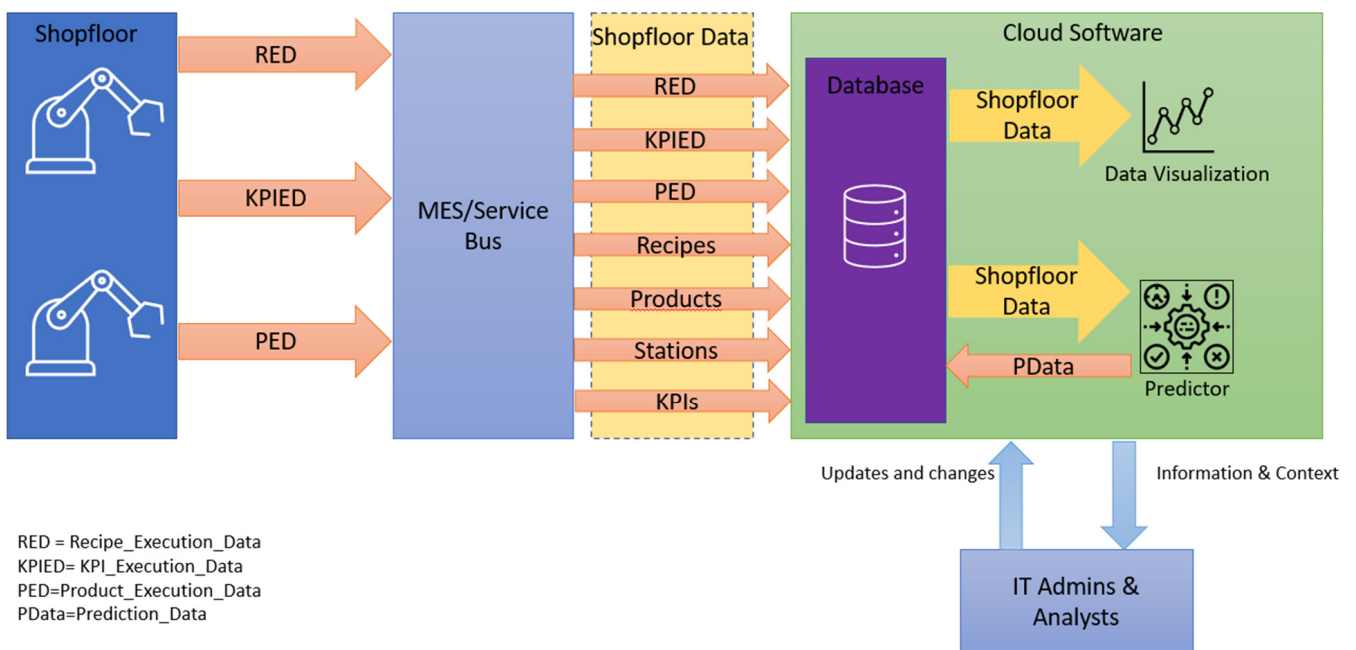 Shopfloor
RED
KPIED
PED
MES/Service
Bus
Shopfloor Data
RED
KPIED
PED
Recipes
Products
Stations
KPIs
Cloud Software
Database
Shopfloor
Data
Data Visualization
Shopfloor
Data
PData
Predictor
Updates and changes
Information & Context
IT Admins &
Analysts
RED = Recipe_Execution_Data
KPIED= KPI_Execution_Data
PED=Product_Execution_Data
PData=Prediction_Data